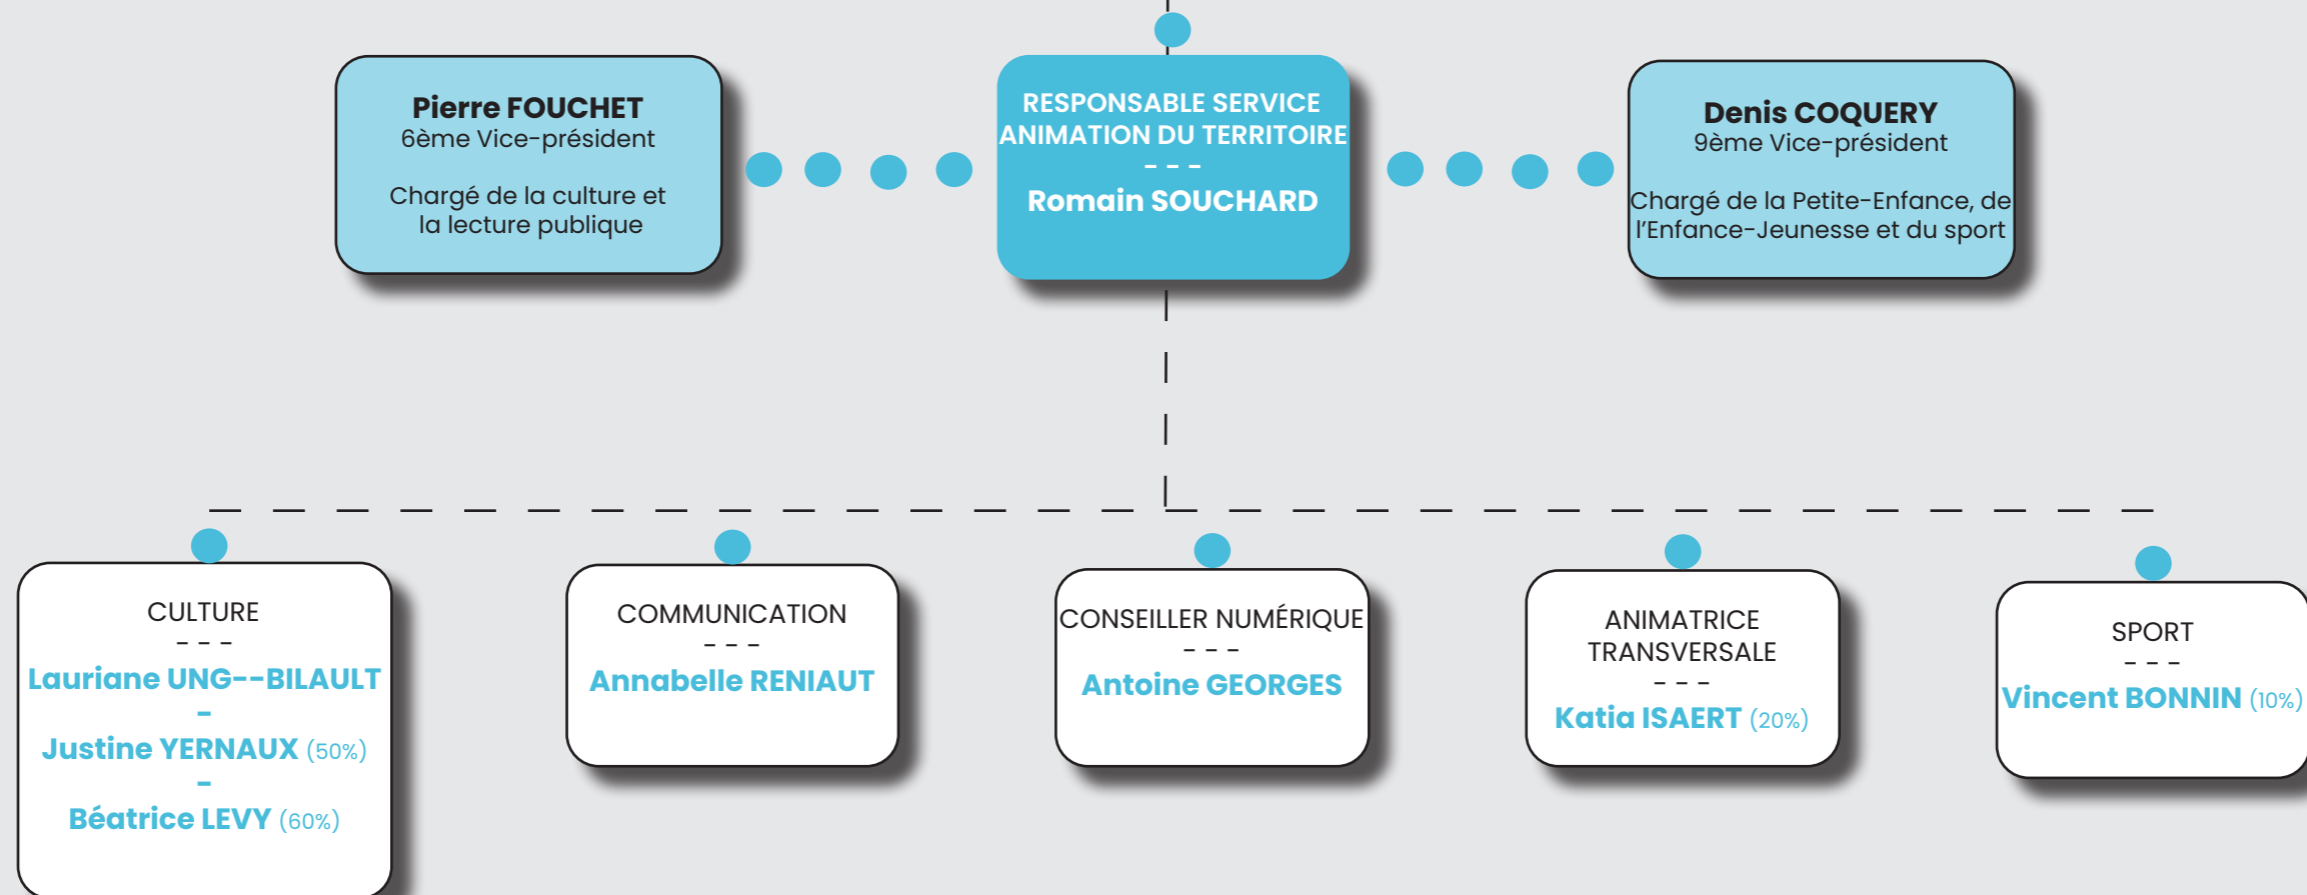 Pierre FOUCHET
6ème Vice-président
Chargé de la culture et
la lecture publique
RESPONSABLE SERVICE
ANIMATION DU TERRITOIRE
- - -
Romain SOUCHARD
Denis COQUERY
9ème Vice-président
Chargé de la Petite-Enfance, de
l'Enfance-Jeunesse et du sport
CULTURE
- - -
Lauriane UNG--BILAULT
-
Justine YERNAUX (50%)
-
Béatrice LEVY (60%)
COMMUNICATION
- - -
Annabelle RENIAUT
CONSEILLER NUMÉRIQUE
- - -
Antoine GEORGES
ANIMATRICE
TRANSVERSALE
- - -
Katia ISAERT (20%)
SPORT
- - -
Vincent BONNIN (10%)